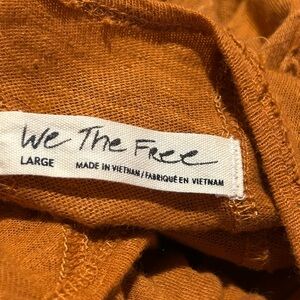 We The Free
LARGE MADE IN VIETNAM/FABRIQUÉ EN VIETNAM